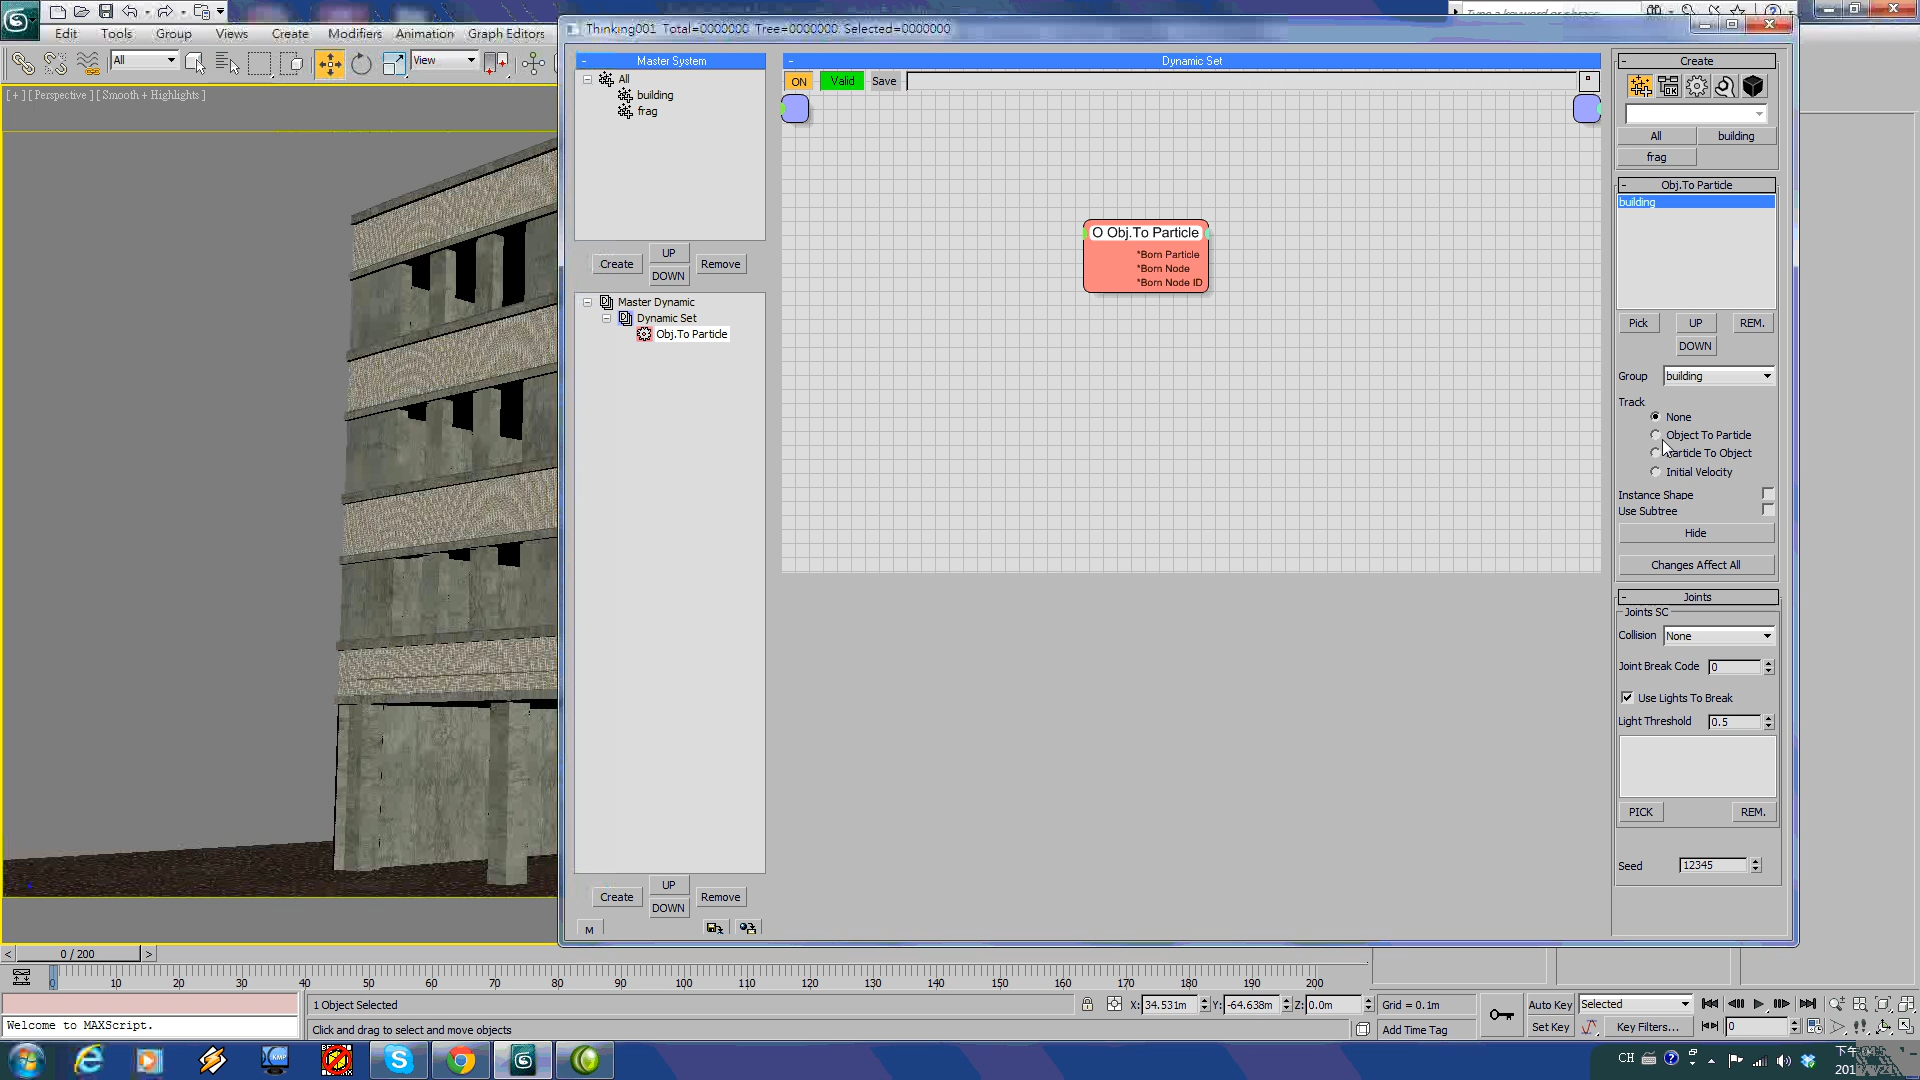 Thinking001 Total=0000000 Tree=0000000 Selected=0000000
Edit Tools Group Views Create Modifiers Animation Graph Editors
All
View
[ + ] [ Perspective ] [ Smooth + Highlights ]
- Master System
All
building
frag
Create
UP
DOWN
Remove
Master Dynamic
Dynamic Set
Obj.To Particle
Create
UP
DOWN
Remove
M
- Dynamic Set
ON Valid Save
O Obj.To Particle
*Born Particle
*Born Node
*Born Node ID
- Create
All building
frag
- Obj.To Particle
building
Pick UP REM.
DOWN
Group building
Track
None
Object To Particle
Particle To Object
Initial Velocity
Instance Shape
Use Subtree
Hide
Changes Affect All
- Joints
Joints SC
Collision None
Joint Break Code 0
Use Lights To Break
Light Threshold 0.5
PICK REM.
Seed 12345
< 0 / 200 >
0 10 20 30 40 50 60 70 80 90 100 110 120 130 140 150 160 170 180 190 200
1 Object Selected
X: 34.531m Y: -64.638m Z: 0.0m
Grid = 0.1m
Auto Key Selected
Welcome to MAXScript.
Click and drag to select and move objects
Add Time Tag
Set Key Key Filters... 0
CH
下午